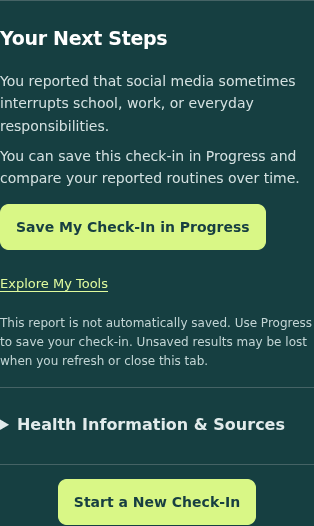 Your Next Steps
You reported that social media sometimes
interrupts school, work, or everyday
responsibilities.
You can save this check-in in Progress and
compare your reported routines over time.
Save My Check-In in Progress
Explore My Tools
This report is not automatically saved. Use Progress
to save your check-in. Unsaved results may be lost
when you refresh or close this tab.
Health Information & Sources
Start a New Check-In